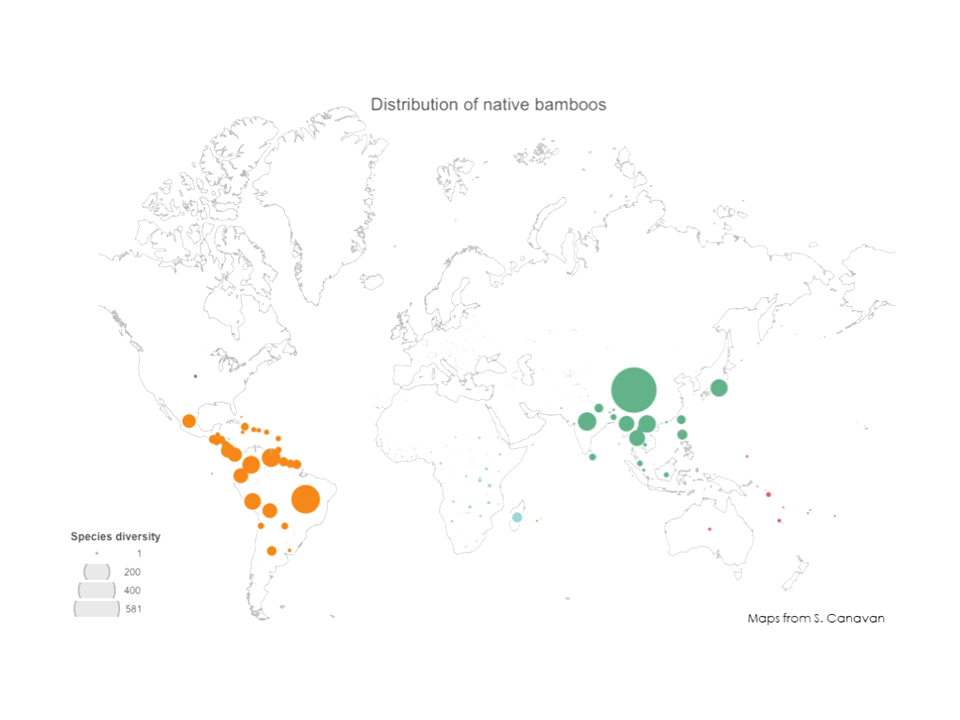 Distribution of native bamboos
Species diversity
1
200
400
581
Maps from S. Canavan